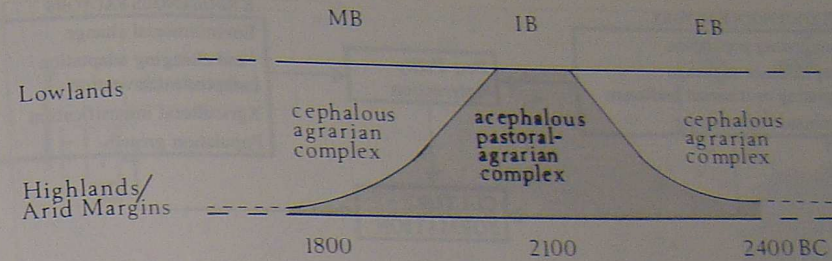 MB IB EB
Lowlands
cephalous
agrarian
complex
acephalous
pastoral-
agrarian
complex
cephalous
agrarian
complex
Highlands/
Arid Margins
1800 2100 2400 BC